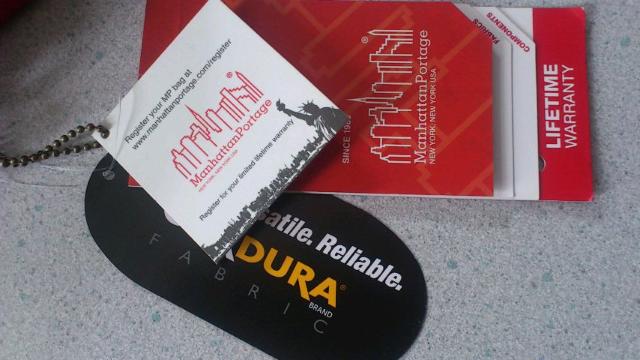 Register your MP bag at
www.manhattanportage.com/register
®
ManhattanPortage
NEW YORK, NEW YORK USA
Register for your limited lifetime warranty
SINCE
®
ManhattanPortage
NEW YORK, NEW YORK USA
FABRICS
COMPONENTS
LIFETIME
WARRANTY
Reliable.
DURA®
BRAND
FABRIC